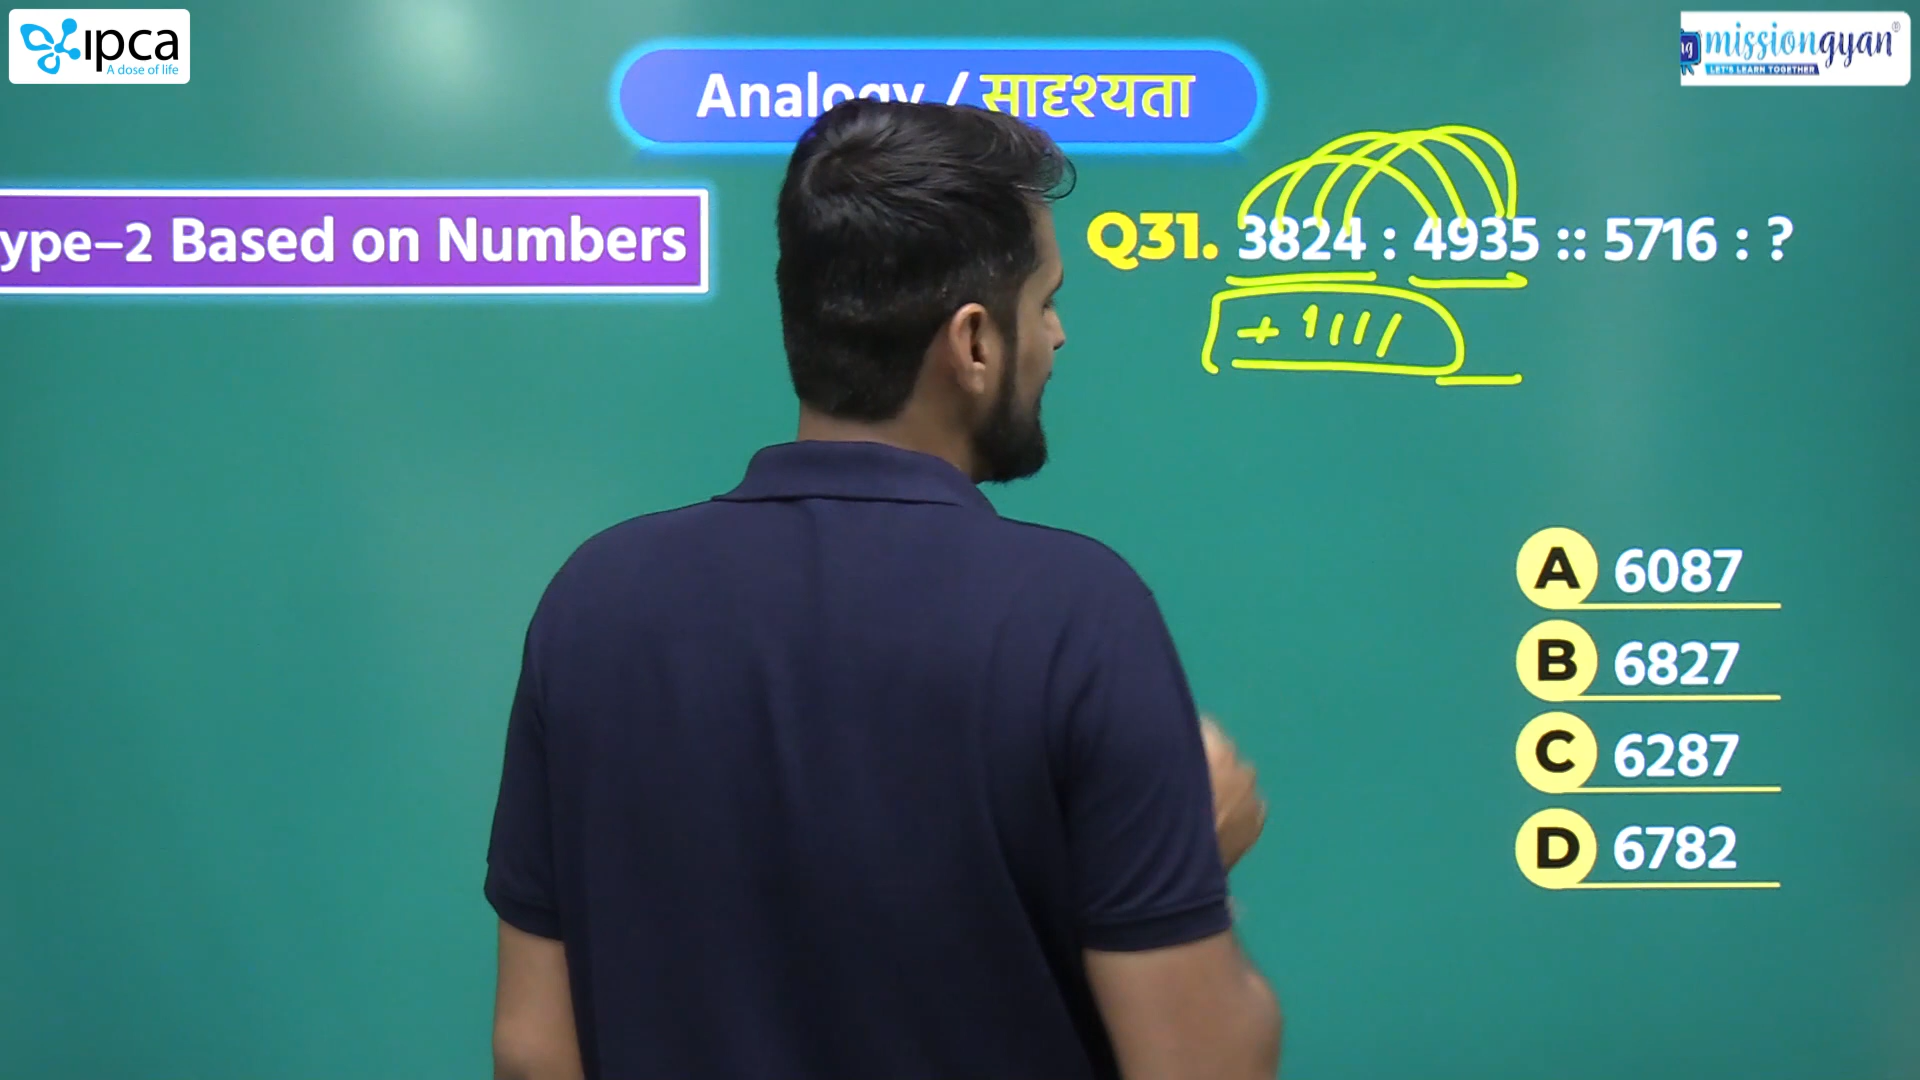 ipca
A dose of life
missiongyan®
LET'S LEARN TOGETHER
Analogy / सादृश्यता
ype–2 Based on Numbers
Q31. 3824 : 4935 :: 5716 : ?
+ 1111
A 6087
B 6827
C 6287
D 6782